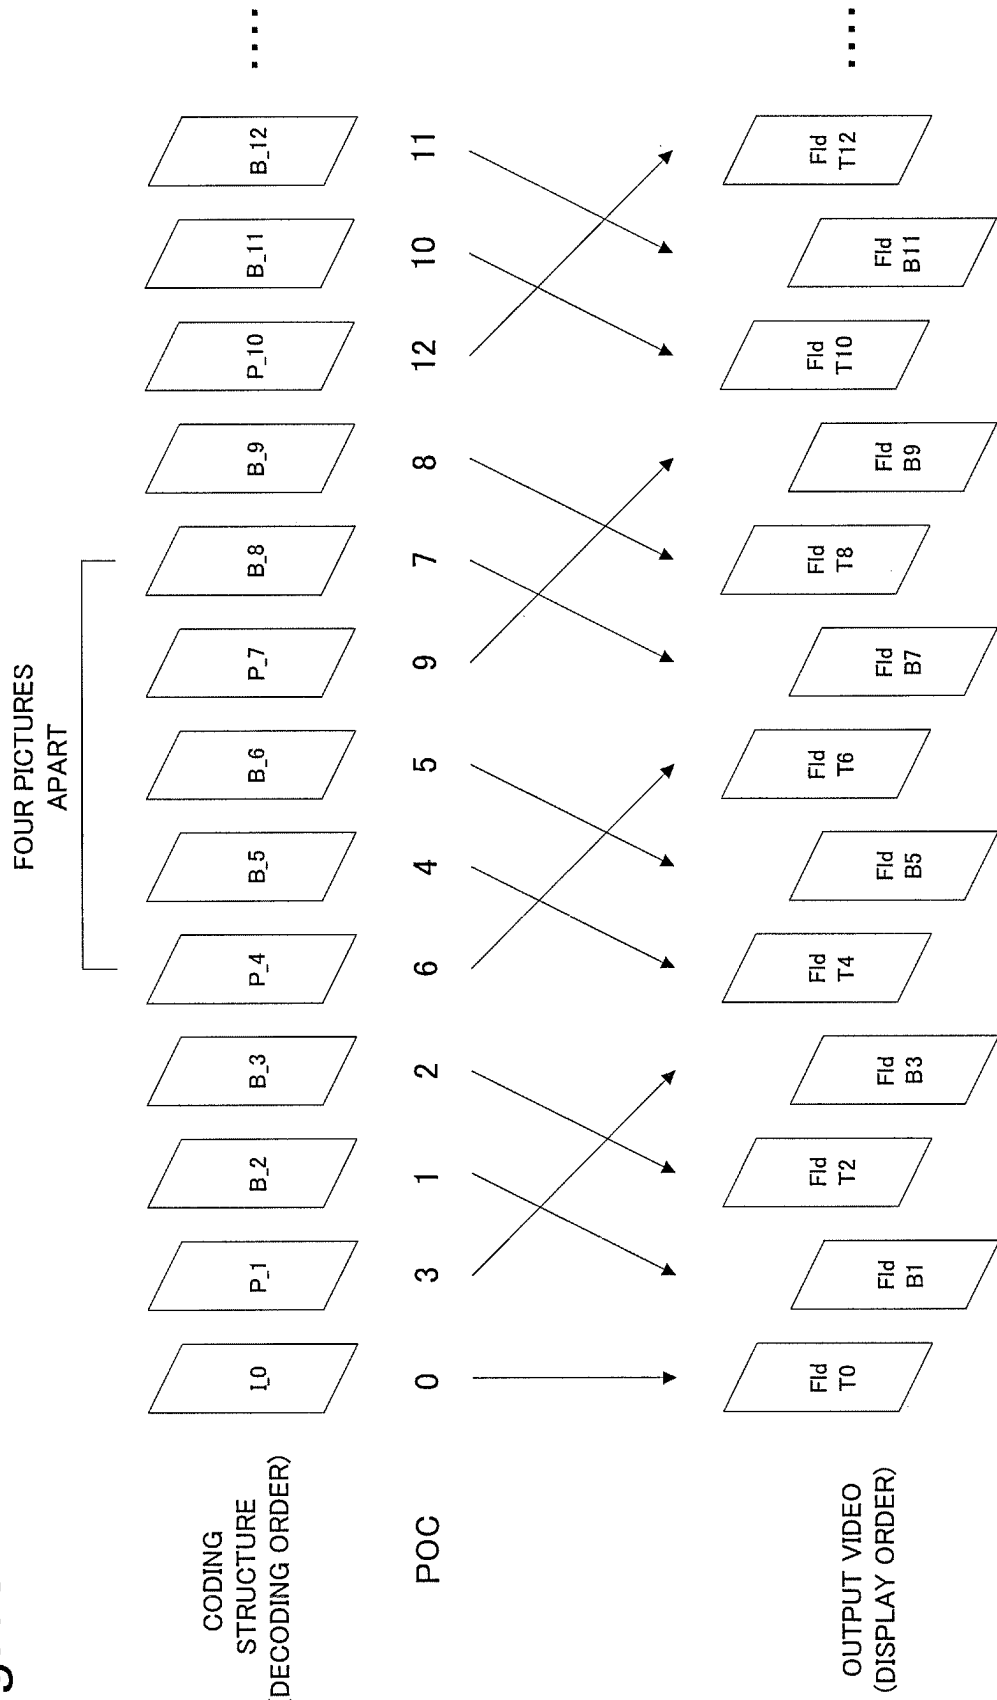 FOUR PICTURES
APART
CODING
STRUCTURE
(DECODING ORDER)
I_0
P_1
B_2
B_3
P_4
B_5
B_6
P_7
B_8
B_9
P_10
B_11
B_12
....
POC
0
3
1
2
6
4
5
9
7
8
12
10
11
OUTPUT VIDEO
(DISPLAY ORDER)
Fld
T0
Fld
B1
Fld
T2
Fld
B3
Fld
T4
Fld
B5
Fld
T6
Fld
B7
Fld
T8
Fld
B9
Fld
T10
Fld
B11
Fld
T12
....